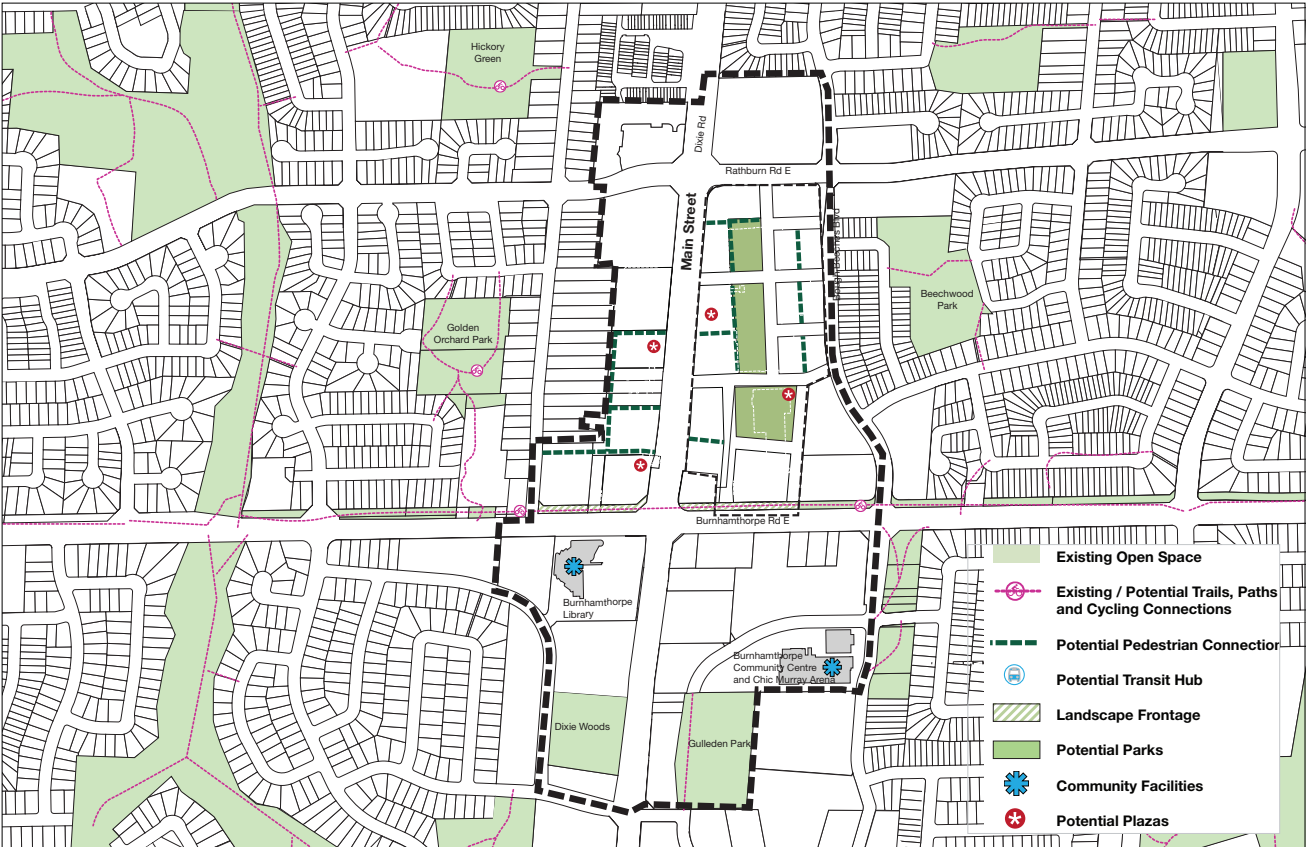 Hickory
Green
Dixie Rd
Rathburn Rd E
Main Street
Beechwood
Park
Golden
Orchard Park
Burnhamthorpe Rd E
Burnhamthorpe
Library
Burnhamthorpe
Community Centre
and Chic Murray Arena
Dixie Woods
Gulleden Park
Existing Open Space
Existing / Potential Trails, Paths
and Cycling Connections
Potential Pedestrian Connection
Potential Transit Hub
Landscape Frontage
Potential Parks
Community Facilities
Potential Plazas